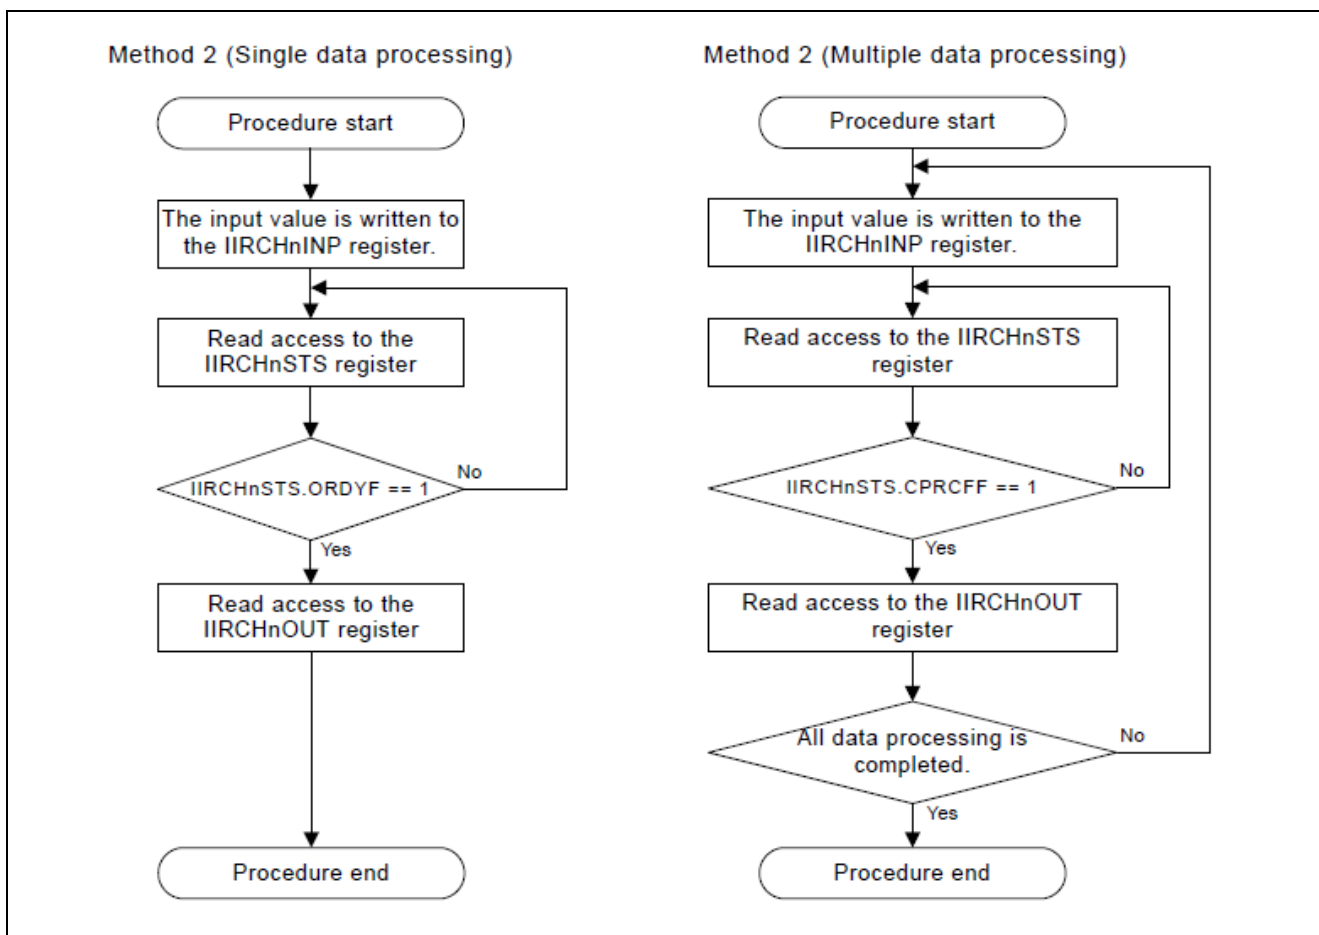 Method 2 (Single data processing)
Procedure start
The input value is written to
the IIRCHnINP register.
Read access to the
IIRCHnSTS register
IIRCHnSTS.ORDYF == 1
No
Yes
Read access to the
IIRCHnOUT register
Procedure end
Method 2 (Multiple data processing)
Procedure start
The input value is written to the
IIRCHnINP register.
Read access to the IIRCHnSTS
register
IIRCHnSTS.CPRCFF == 1
No
Yes
Read access to the IIRCHnOUT
register
All data processing is
completed.
No
Yes
Procedure end